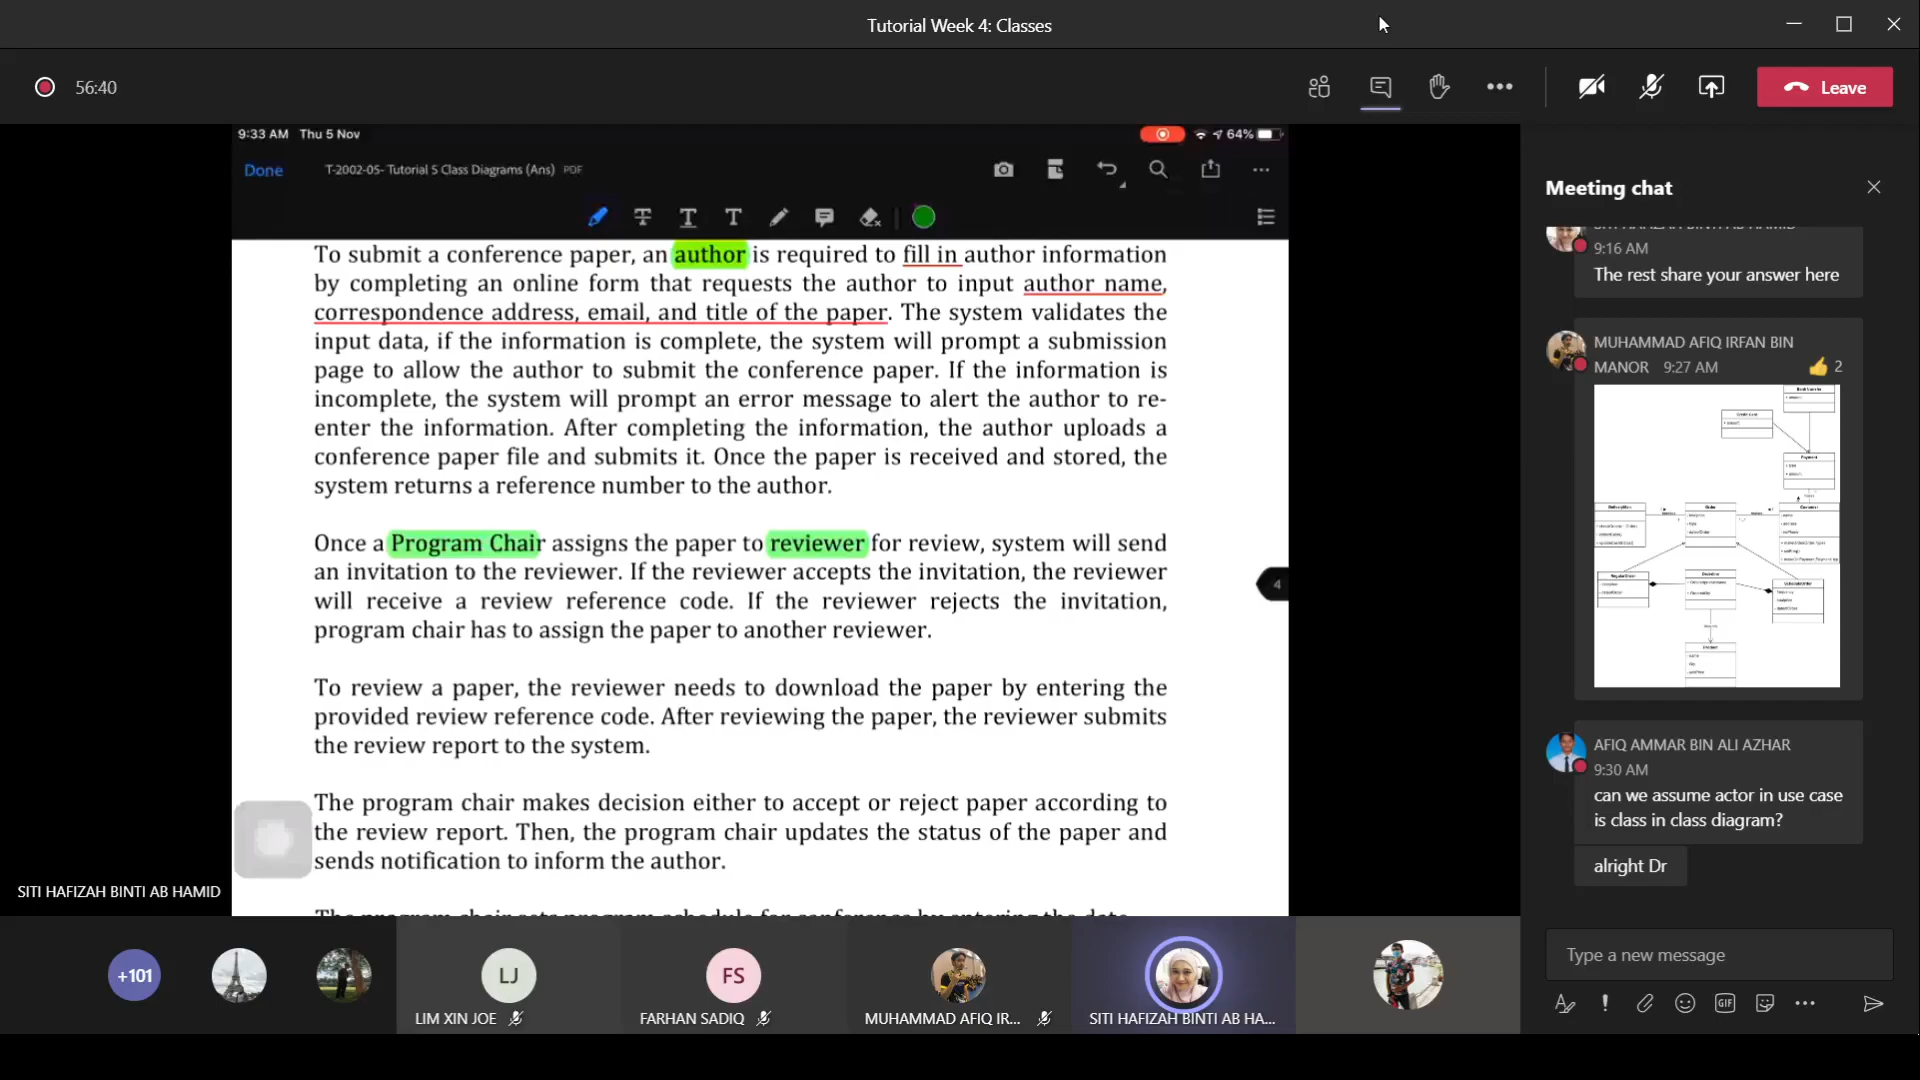 Tutorial Week 4: Classes
56:40
Leave
9:33 AM Thu 5 Nov
64%
Done
T-2002-05- Tutorial 5 Class Diagrams (Ans) PDF
To submit a conference paper, an author is required to fill in author information
by completing an online form that requests the author to input author name,
correspondence address, email, and title of the paper. The system validates the
input data, if the information is complete, the system will prompt a submission
page to allow the author to submit the conference paper. If the information is
incomplete, the system will prompt an error message to alert the author to re-
enter the information. After completing the information, the author uploads a
conference paper file and submits it. Once the paper is received and stored, the
system returns a reference number to the author.
Once a Program Chair assigns the paper to reviewer for review, system will send
an invitation to the reviewer. If the reviewer accepts the invitation, the reviewer
will receive a review reference code. If the reviewer rejects the invitation,
program chair has to assign the paper to another reviewer.
4
To review a paper, the reviewer needs to download the paper by entering the
provided review reference code. After reviewing the paper, the reviewer submits
the review report to the system.
The program chair makes decision either to accept or reject paper according to
the review report. Then, the program chair updates the status of the paper and
sends notification to inform the author.
SITI HAFIZAH BINTI AB HAMID
+101
LJ
LIM XIN JOE
FS
FARHAN SADIQ
MUHAMMAD AFIQ IR...
SITI HAFIZAH BINTI AB HA...
Meeting chat
9:16 AM
The rest share your answer here
MUHAMMAD AFIQ IRFAN BIN
MANOR 9:27 AM
2
Payment
Order
Customer
AFIQ AMMAR BIN ALI AZHAR
9:30 AM
can we assume actor in use case
is class in class diagram?
alright Dr
Type a new message
GIF